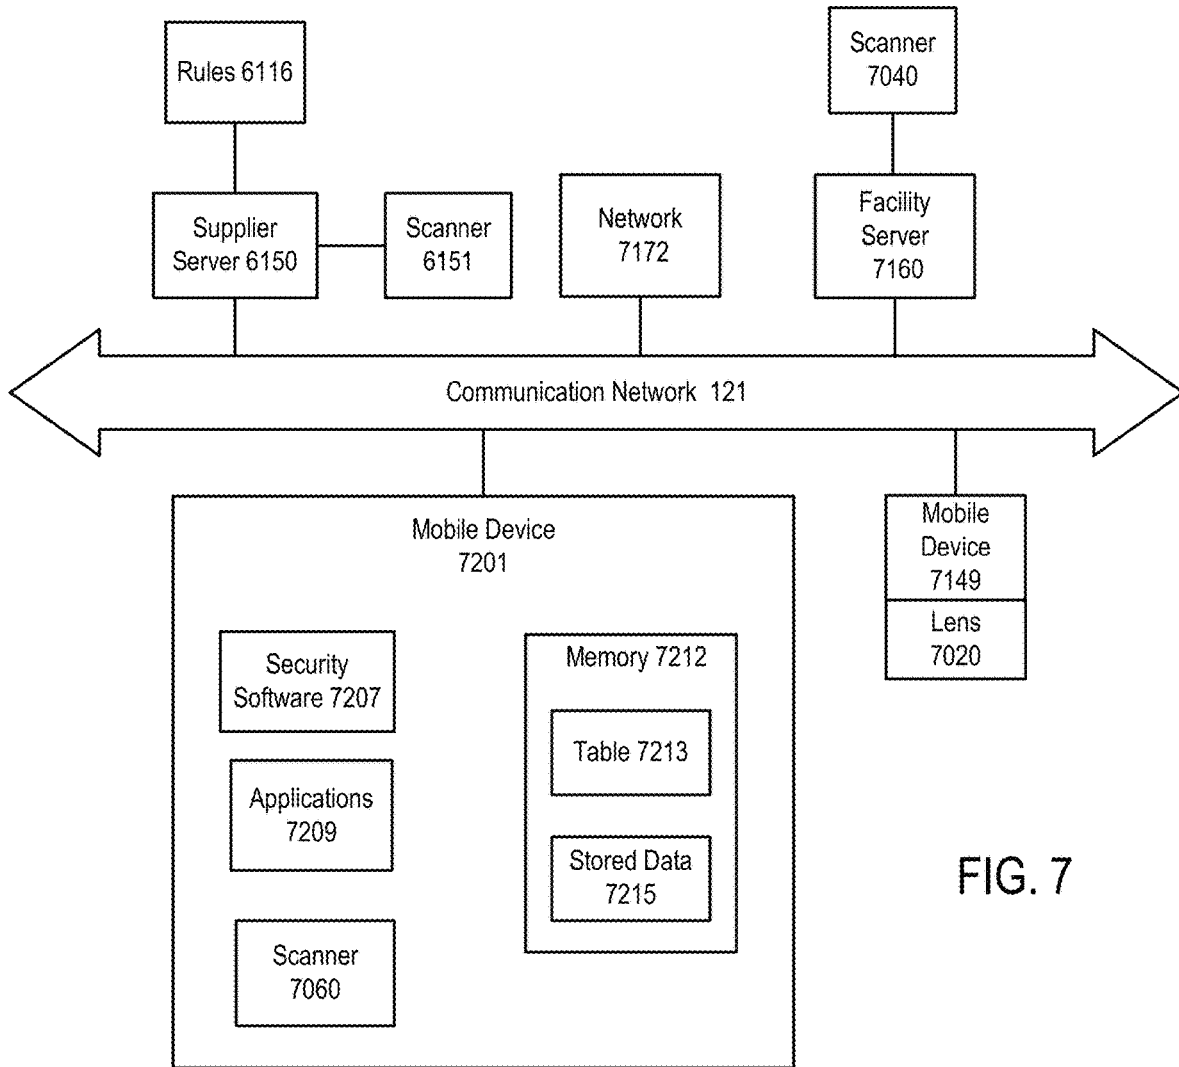 Rules 6116
Scanner
7040
Supplier
Server 6150
Scanner
6151
Network
7172
Facility
Server
7160
Communication Network 121
Mobile Device
7201
Security
Software 7207
Applications
7209
Scanner
7060
Memory 7212
Table 7213
Stored Data
7215
Mobile
Device
7149
Lens
7020
FIG. 7